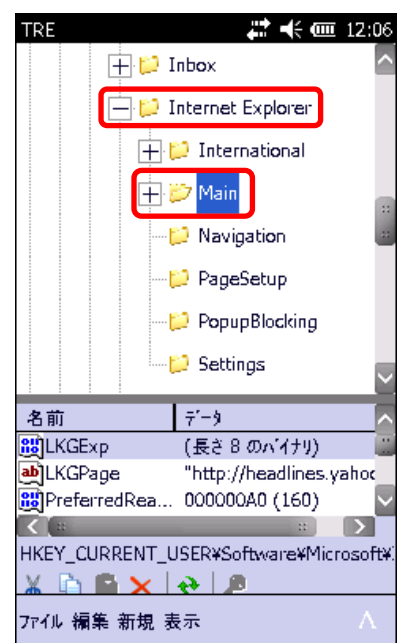 TRE 12:06
Inbox
Internet Explorer
International
Main
Navigation
PageSetup
PopupBlocking
Settings
名前 データ
LKGExp (長さ 8 のバイナリ)
LKGPage "http://headlines.yahoo
PreferredRea... 000000A0 (160)
HKEY_CURRENT_USER¥Software¥Microsoft¥
ファイル 編集 新規 表示